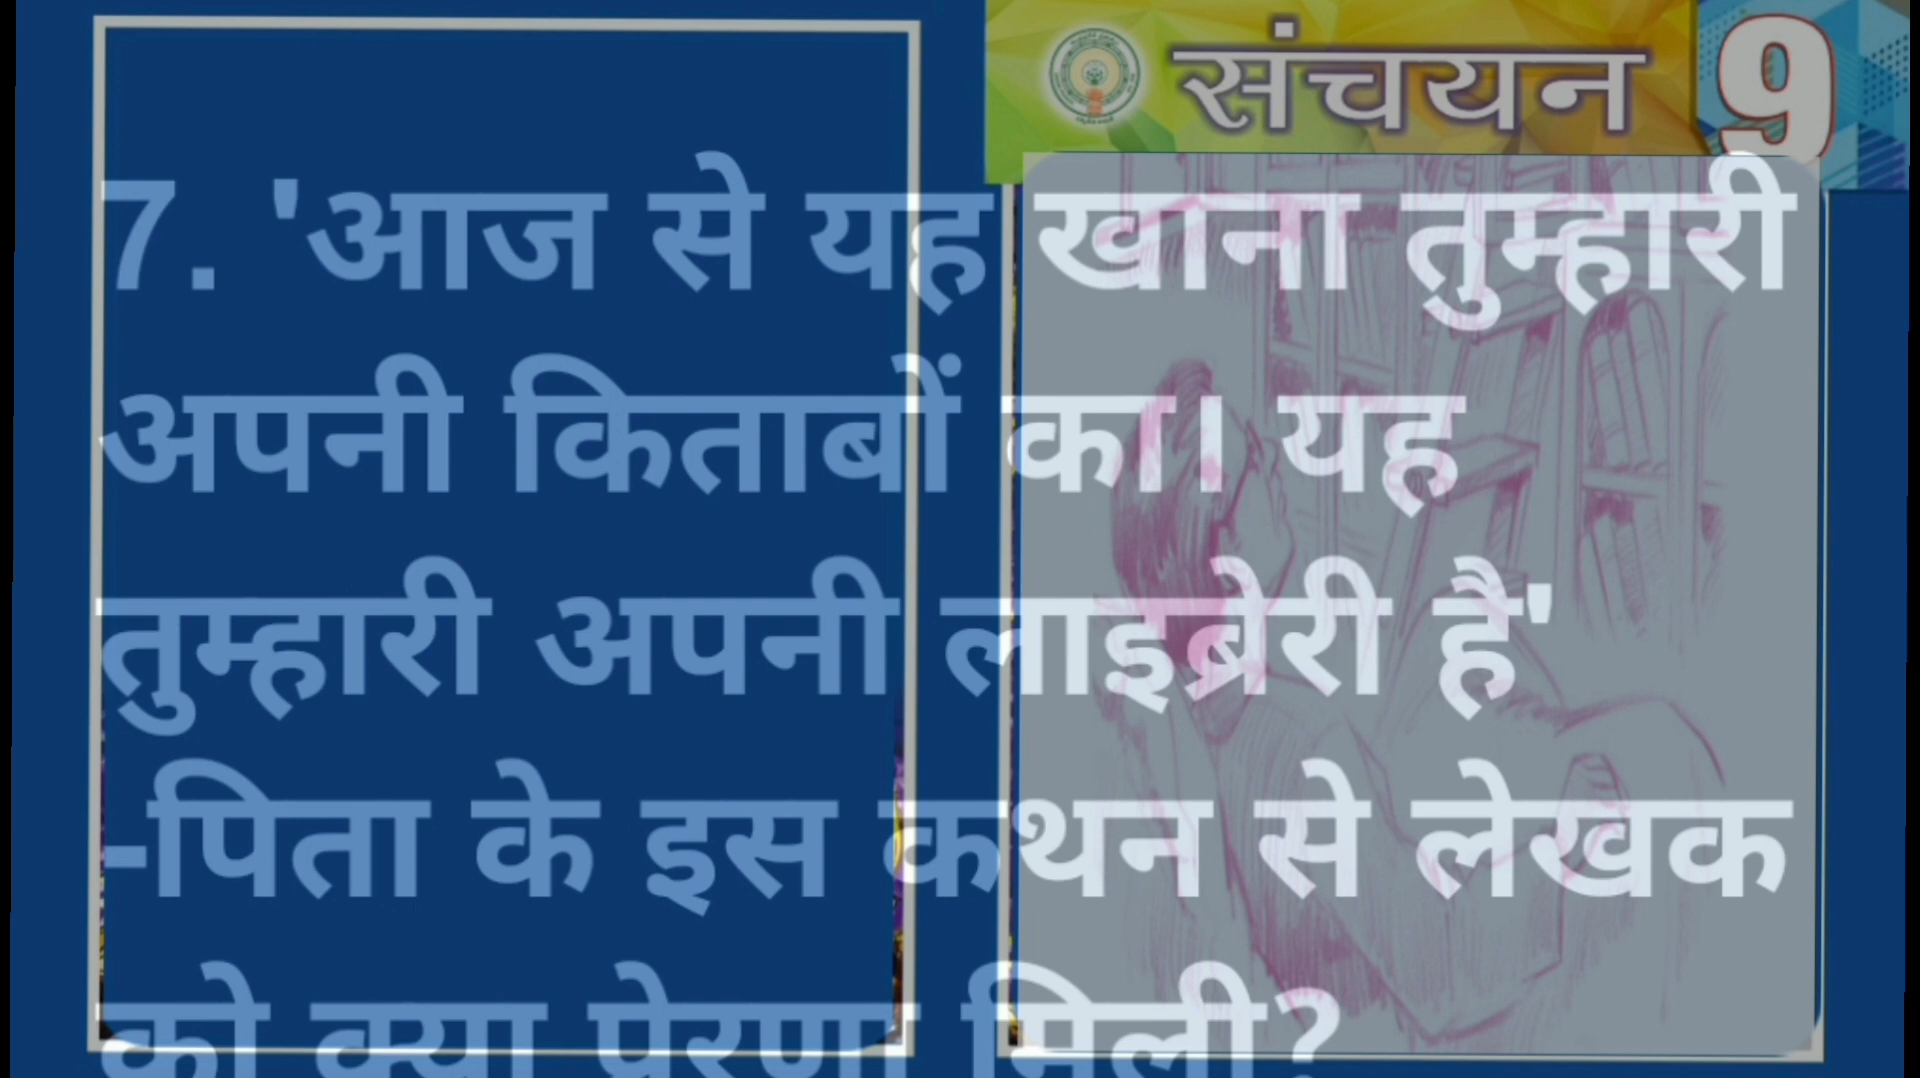 संचयन 9
7. 'आज से यह खाना तुम्हारी
अपनी किताबों का। यह
तुम्हारी अपनी लाइब्रेरी है'
-पिता के इस कथन से लेखक
को क्या प्रेरणा मिली?